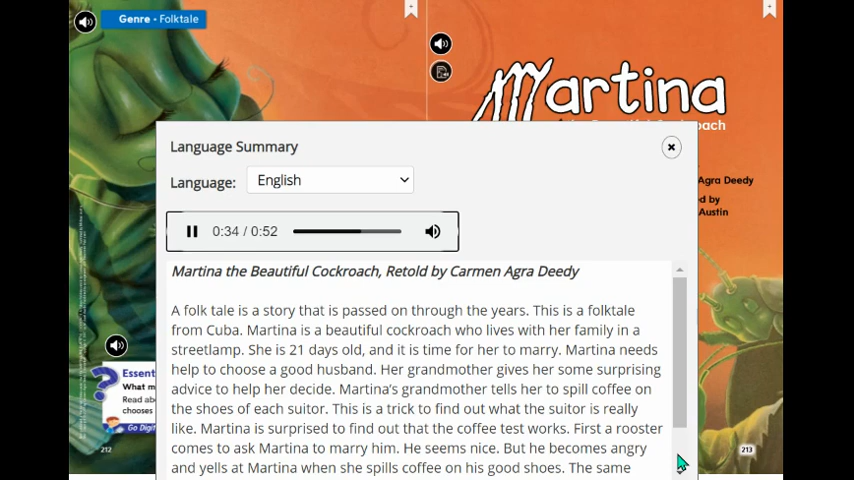 Genre • Folktale
Martina
Agra Deedy
Austin
Language Summary
Language: English
0:34 / 0:52
Martina the Beautiful Cockroach, Retold by Carmen Agra Deedy
A folk tale is a story that is passed on through the years. This is a folktale
from Cuba. Martina is a beautiful cockroach who lives with her family in a
streetlamp. She is 21 days old, and it is time for her to marry. Martina needs
help to choose a good husband. Her grandmother gives her some surprising
advice to help her decide. Martina's grandmother tells her to spill coffee on
the shoes of each suitor. This is a trick to find out what the suitor is really
like. Martina is surprised to find out that the coffee test works. First a rooster
comes to ask Martina to marry him. He seems nice. But he becomes angry
and yells at Martina when she spills coffee on his good shoes. The same
?
Essent
What m
Read abo
chooses
Go Digit
212
213